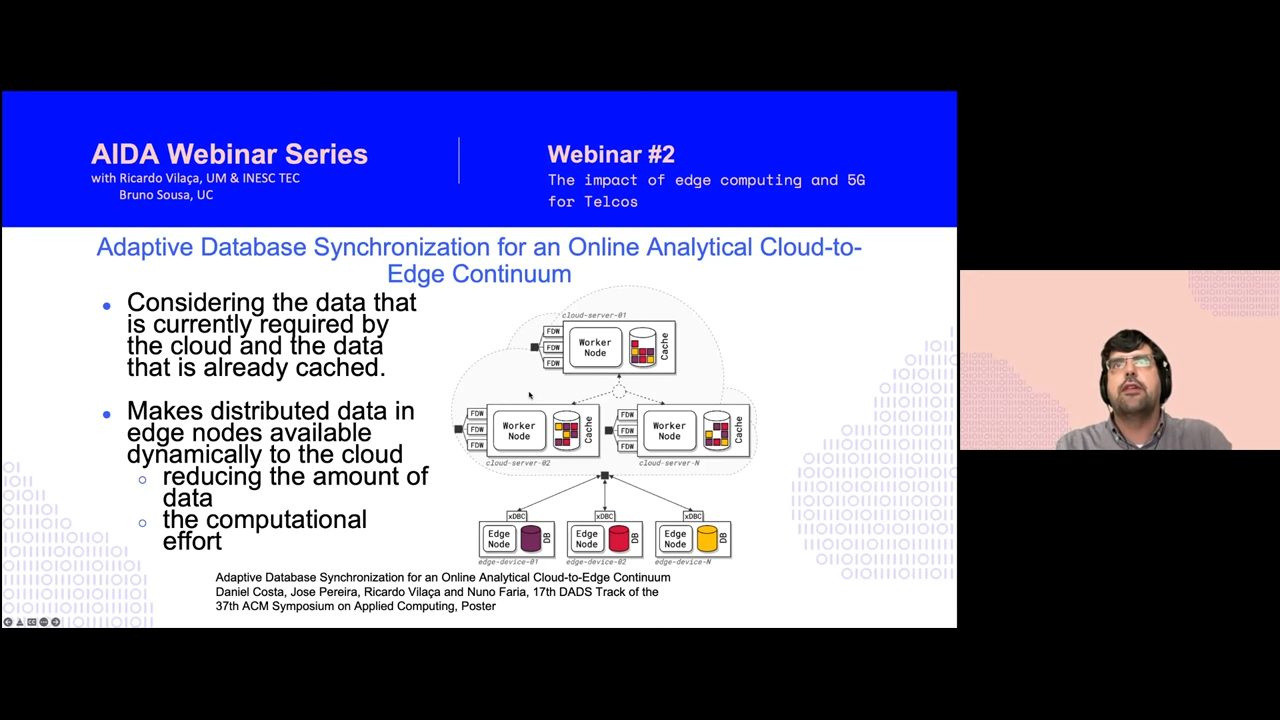 AIDA Webinar Series
with Ricardo Vilaça, UM & INESC TEC
Bruno Sousa, UC
Webinar #2
The impact of edge computing and 5G
for Telcos
Adaptive Database Synchronization for an Online Analytical Cloud-to-
Edge Continuum
Considering the data that
is currently required by
the cloud and the data
that is already cached.
Makes distributed data in
edge nodes available
dynamically to the cloud
reducing the amount of
data
the computational
effort
cloud-server-01
FDW
FDW
FDW
Worker
Node
Cache
FDW
FDW
FDW
Worker
Node
Cache
cloud-server-02
FDW
FDW
FDW
Worker
Node
Cache
cloud-server-N
xDBC
Edge
Node
DB
edge-device-01
xDBC
Edge
Node
DB
edge-device-02
xDBC
Edge
Node
DB
edge-device-N
Adaptive Database Synchronization for an Online Analytical Cloud-to-Edge Continuum
Daniel Costa, Jose Pereira, Ricardo Vilaça and Nuno Faria, 17th DADS Track of the
37th ACM Symposium on Applied Computing, Poster